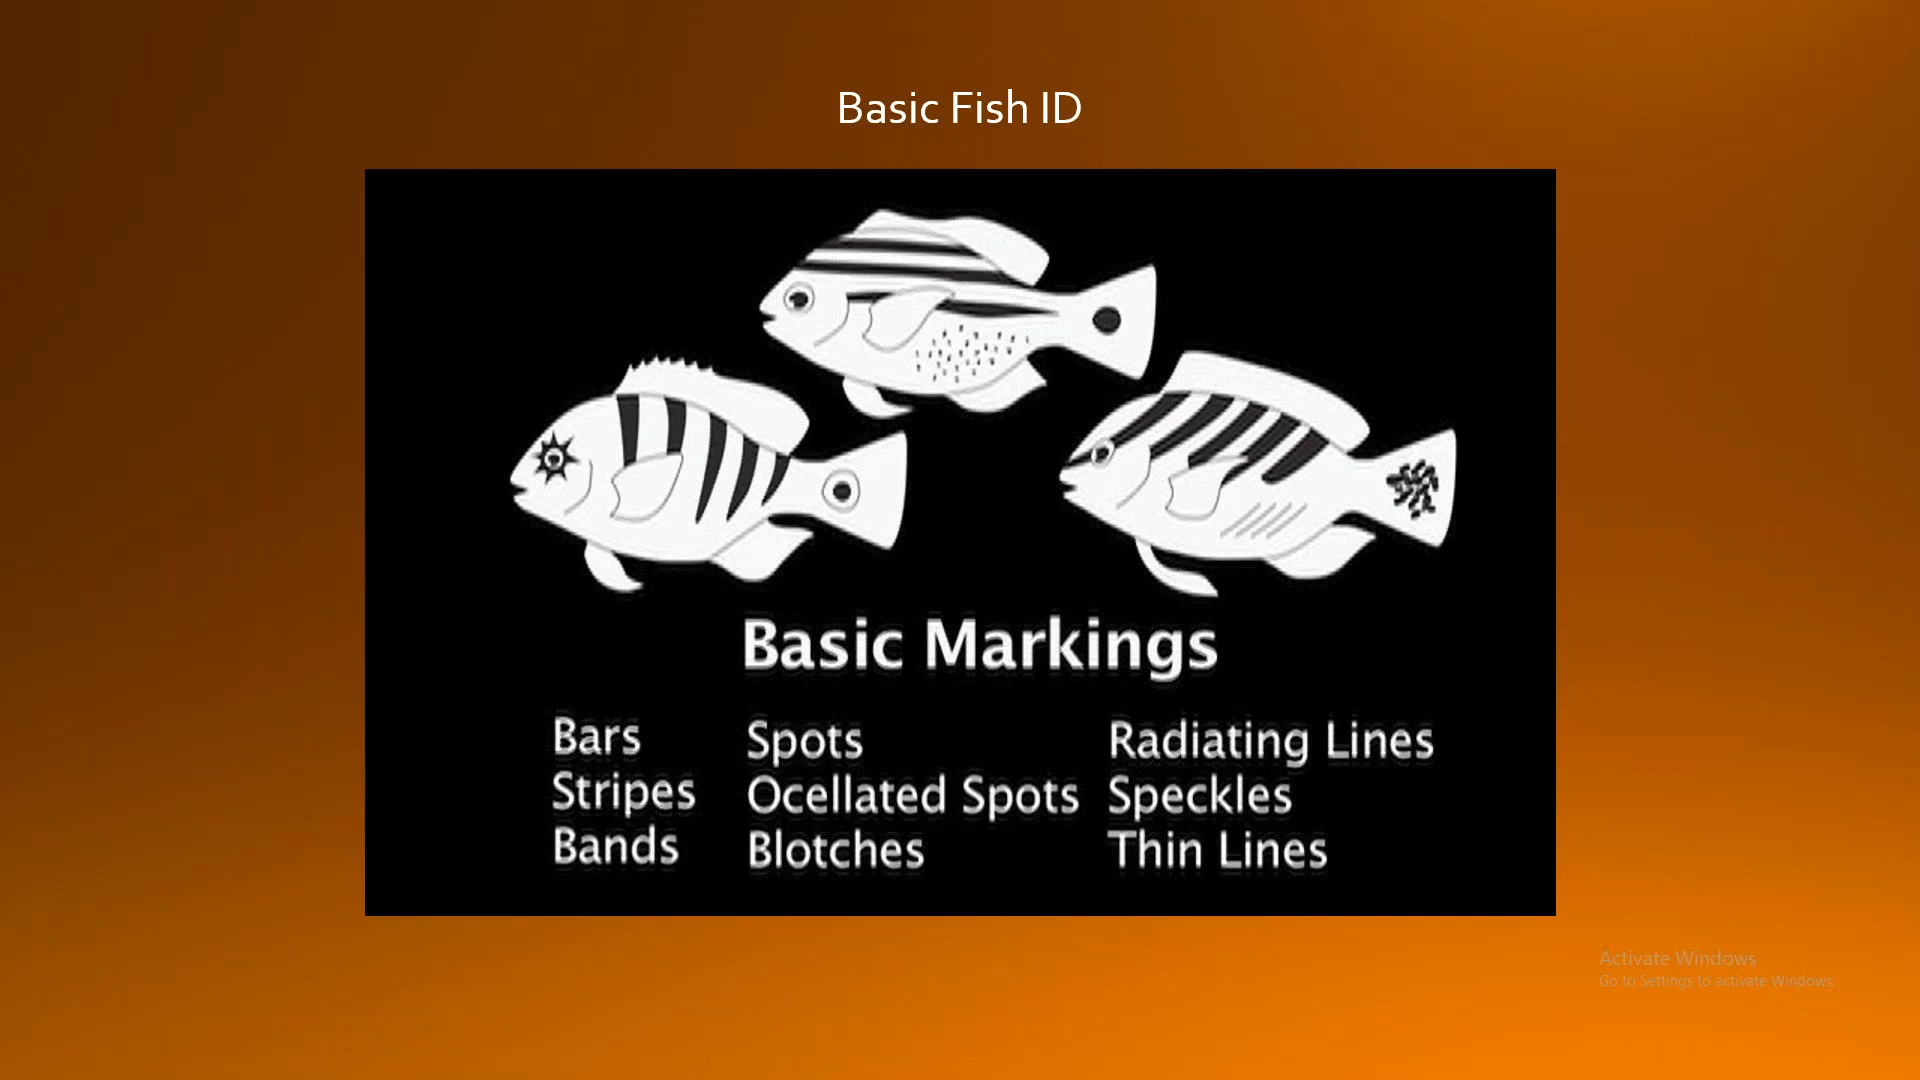 Basic Fish ID
Basic Markings
Bars
Stripes
Bands
Spots
Ocellated Spots
Blotches
Radiating Lines
Speckles
Thin Lines
Activate Windows
Go to Settings to activate Windows.